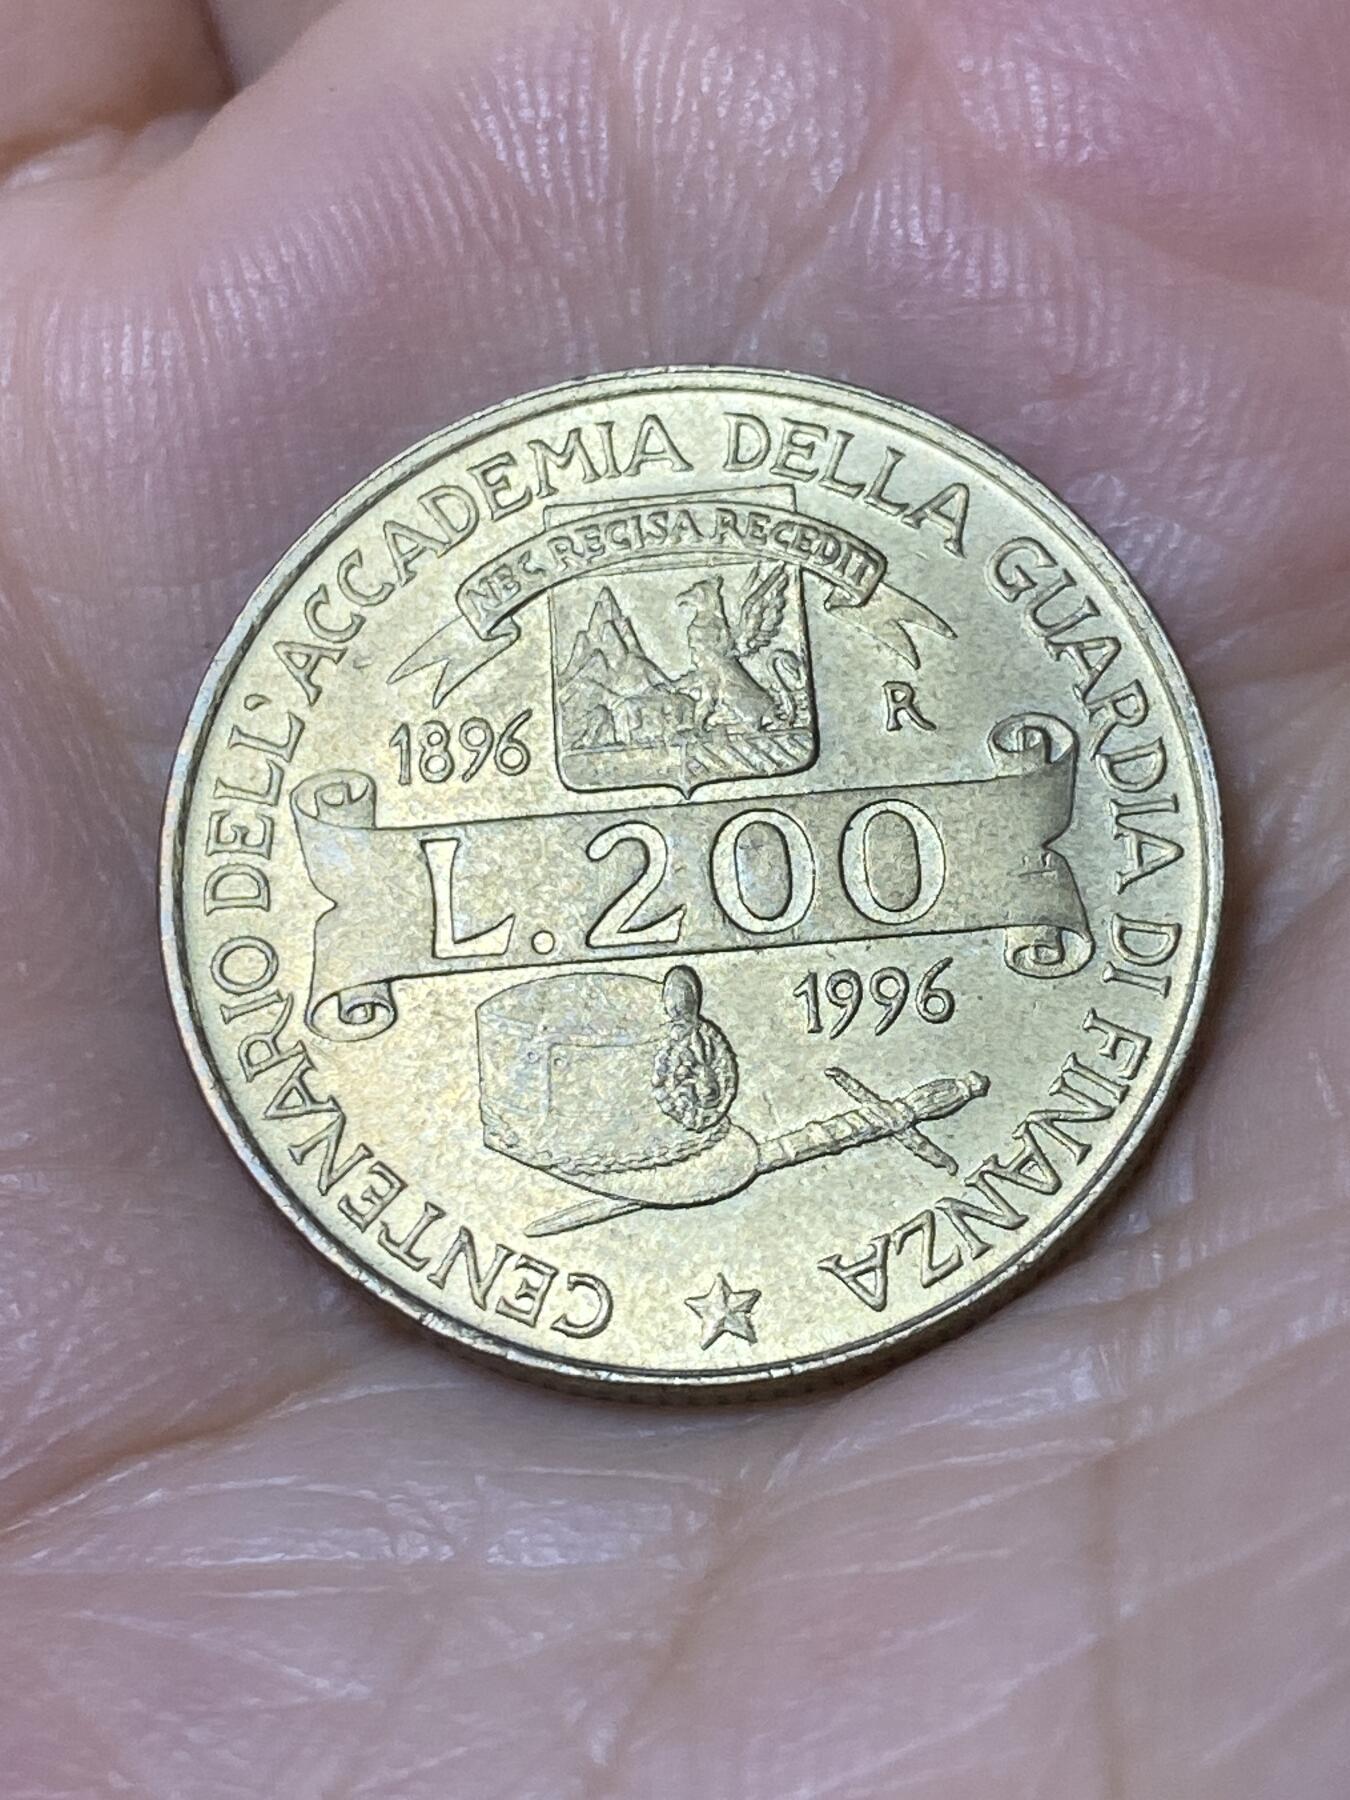 CENTENARIO DELL'ACCADEMIA DELLA GUARDIA DI FINANZA
NEC RECISA RECEDIT
1896
R
L.200
1996